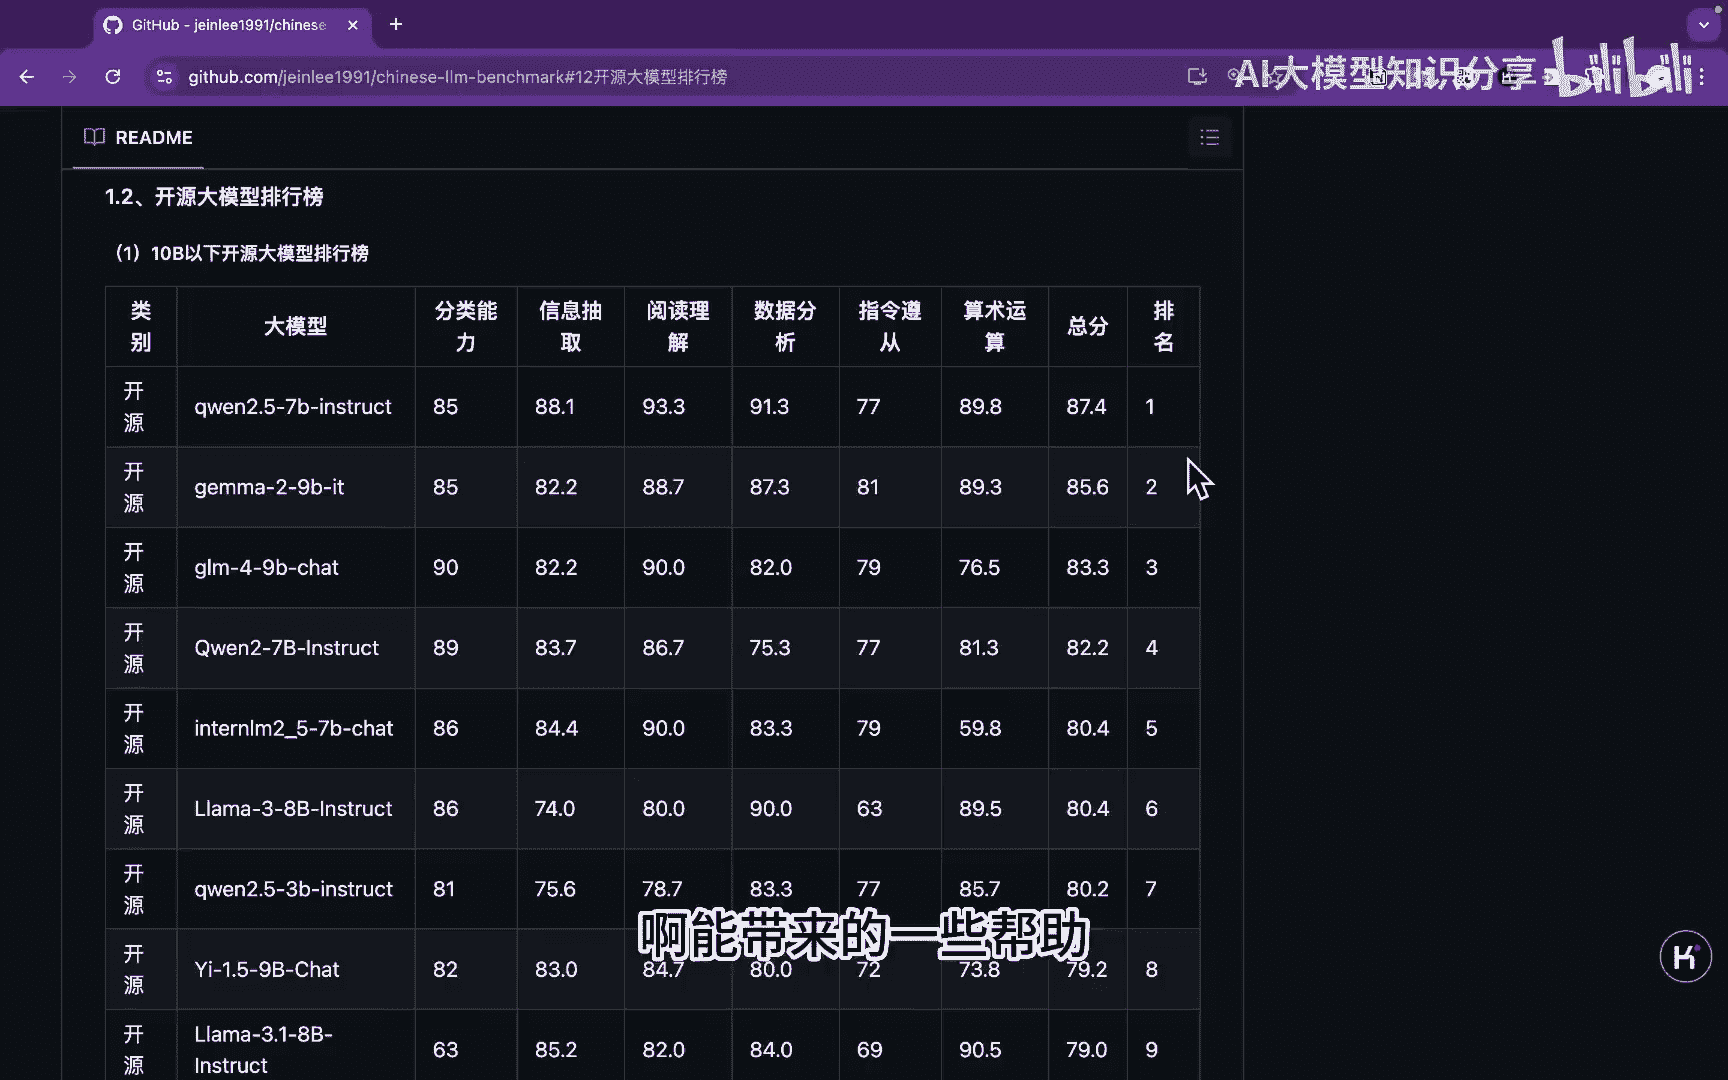 GitHub - jeinlee1991/chinese
github.com/jeinlee1991/chinese-llm-benchmark#12开源大模型排行榜
AI大模型知识分享
bilibili
README
1.2、开源大模型排行榜
（1）10B以下开源大模型排行榜
类别 大模型 分类能力 信息抽取 阅读理解 数据分析 指令遵从 算术运算 总分 排名
开源 qwen2.5-7b-instruct 85 88.1 93.3 91.3 77 89.8 87.4 1
开源 gemma-2-9b-it 85 82.2 88.7 87.3 81 89.3 85.6 2
开源 glm-4-9b-chat 90 82.2 90.0 82.0 79 76.5 83.3 3
开源 Qwen2-7B-Instruct 89 83.7 86.7 75.3 77 81.3 82.2 4
开源 internlm2_5-7b-chat 86 84.4 90.0 83.3 79 59.8 80.4 5
开源 Llama-3-8B-Instruct 86 74.0 80.0 90.0 63 89.5 80.4 6
开源 qwen2.5-3b-instruct 81 75.6 78.7 83.3 77 85.7 80.2 7
啊能带来的一些帮助
开源 Yi-1.5-9B-Chat 82 83.0 84.7 80.0 72 73.8 79.2 8
开源 Llama-3.1-8B-Instruct 63 85.2 82.0 84.0 69 90.5 79.0 9
K